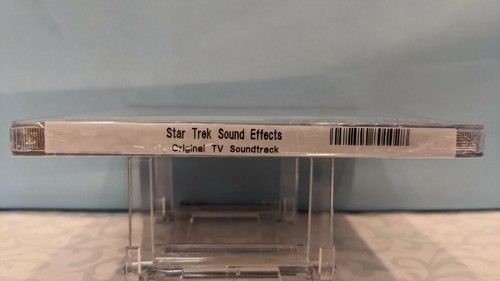 Star Trek Sound Effects
Original TV Soundtrack